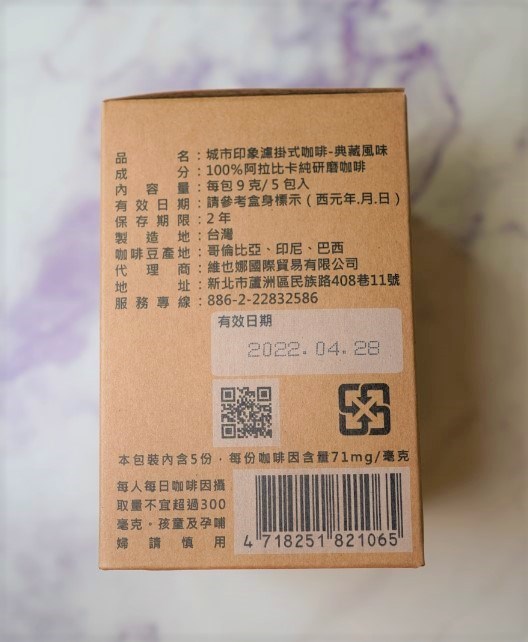 品名：城市印象濾掛式咖啡-典藏風味
成分：100%阿拉比卡純研磨咖啡
內容量：每包9克/5包入
有效日期：請參考盒身標示（西元年.月.日）
保存期限：2年
製造地：台灣
咖啡豆產地：哥倫比亞、印尼、巴西
代理商：維也娜國際貿易有限公司
地址：新北市蘆洲區民族路408巷11號
服務專線：886-2-22832586
有效日期
2022.04.28
本包裝內含5份，每份咖啡因含量71mg/毫克
每人每日咖啡因攝
取量不宜超過300
毫克，孩童及孕哺
婦請慎用
4 718251 821065